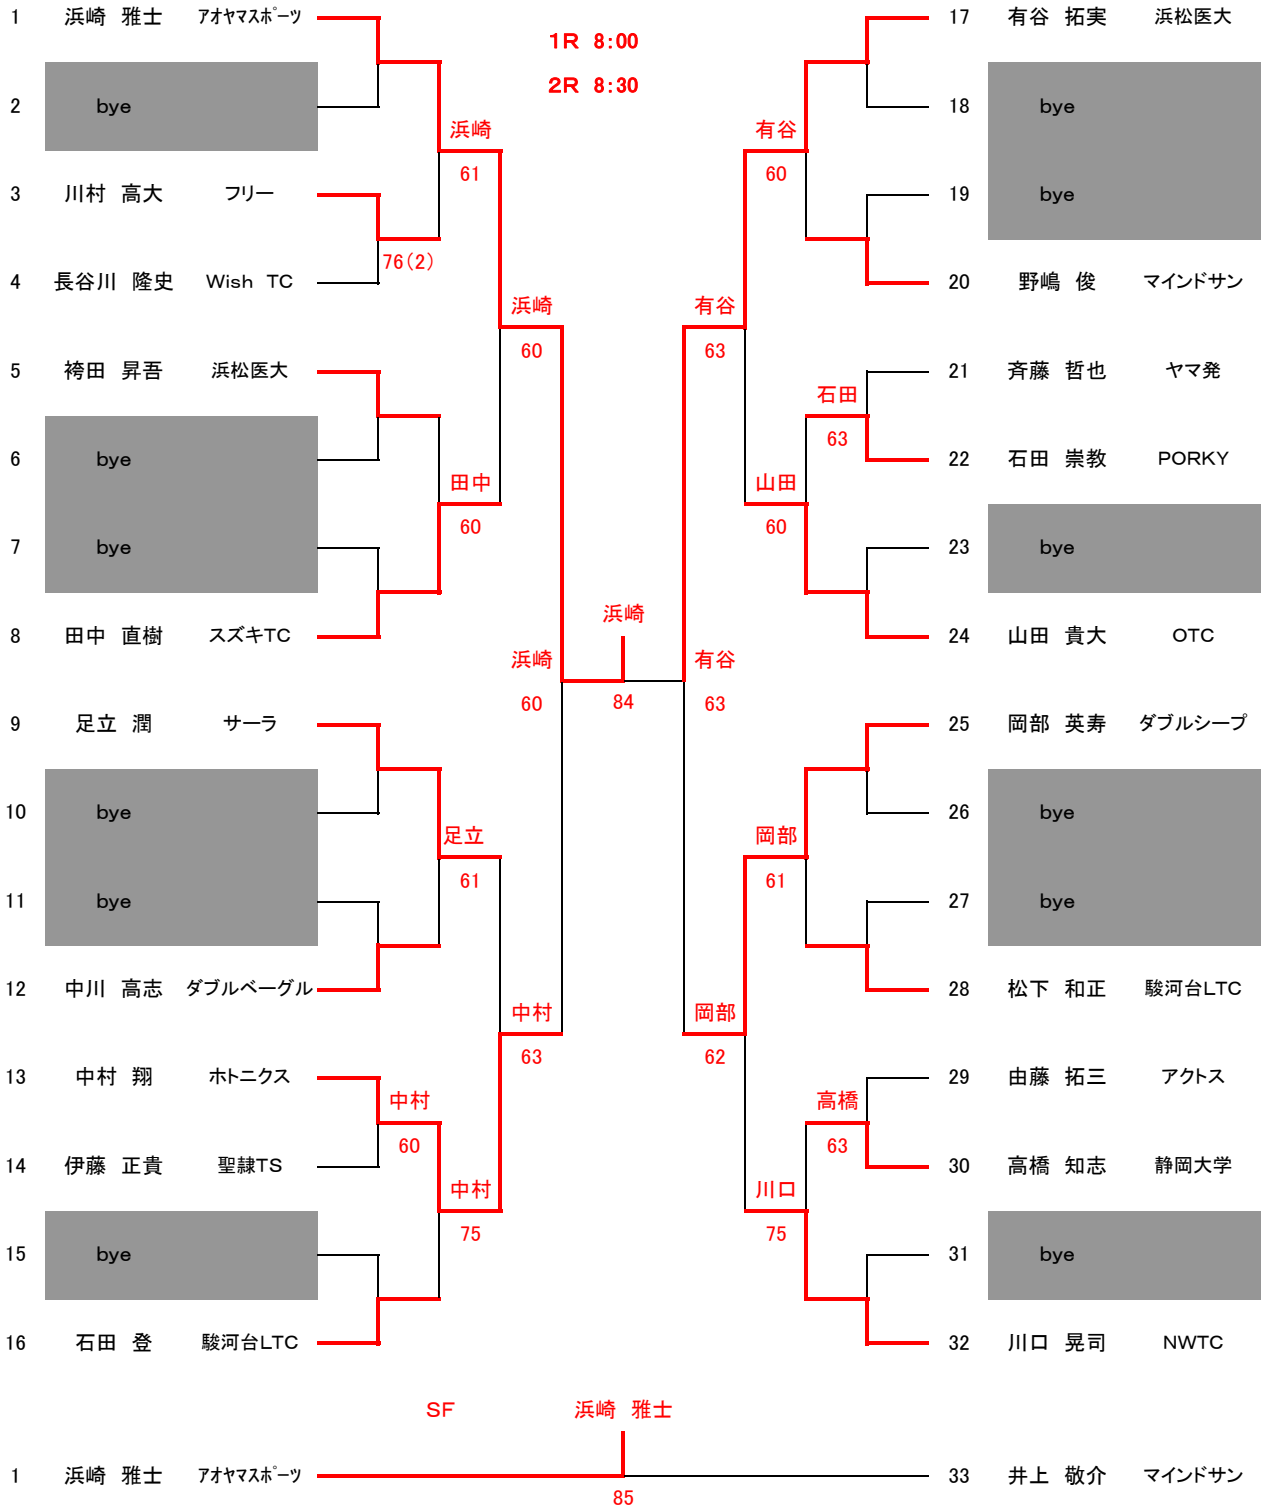 1 浜崎 雅士 アオヤマスポーツ
2 bye
3 川村 高大 フリー
4 長谷川 隆史 Wish TC
5 袴田 昇吾 浜松医大
6 bye
7 bye
8 田中 直樹 スズキTC
9 足立 潤 サーラ
10 bye
11 bye
12 中川 高志 ダブルベーグル
13 中村 翔 ホトニクス
14 伊藤 正貴 聖隷TS
15 bye
16 石田 登 駿河台LTC
1R 8:00
2R 8:30
浜崎
61
76(2)
浜崎
60
田中
60
浜崎
60
足立
61
中村
63
中村
60
中村
75
浜崎
84
有谷
60
有谷
63
石田
63
山田
60
有谷
63
岡部
61
岡部
62
高橋
63
川口
75
17 有谷 拓実 浜松医大
18 bye
19 bye
20 野嶋 俊 マインドサン
21 斉藤 哲也 ヤマ発
22 石田 崇教 PORKY
23 bye
24 山田 貴大 OTC
25 岡部 英寿 ダブルシープ
26 bye
27 bye
28 松下 和正 駿河台LTC
29 由藤 拓三 アクトス
30 高橋 知志 静岡大学
31 bye
32 川口 晃司 NWTC
SF 浜崎 雅士
1 浜崎 雅士 アオヤマスポーツ
85
33 井上 敬介 マインドサン